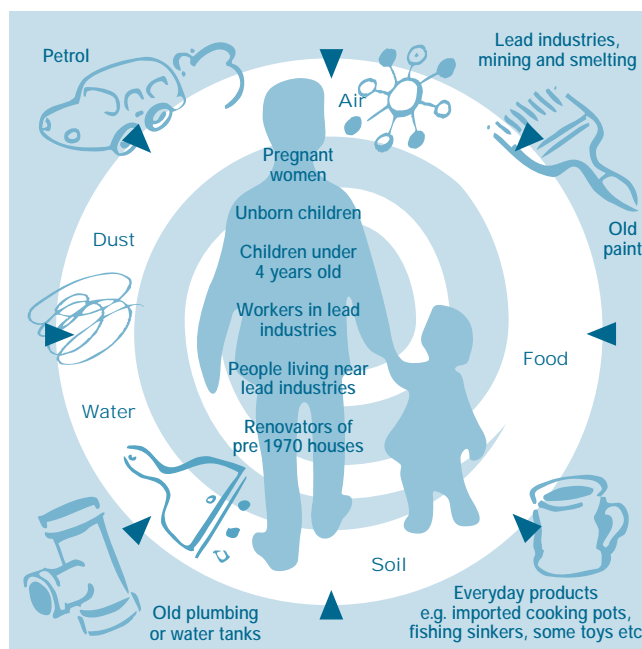 Petrol
Lead industries,
mining and smelting
Air
Pregnant
women
Old
paint
Unborn children
Dust
Children under
4 years old
Workers in lead
industries
Food
People living near
lead industries
Water
Renovators of
pre 1970 houses
Soil
Old plumbing
or water tanks
Everyday products
e.g. imported cooking pots,
fishing sinkers, some toys etc